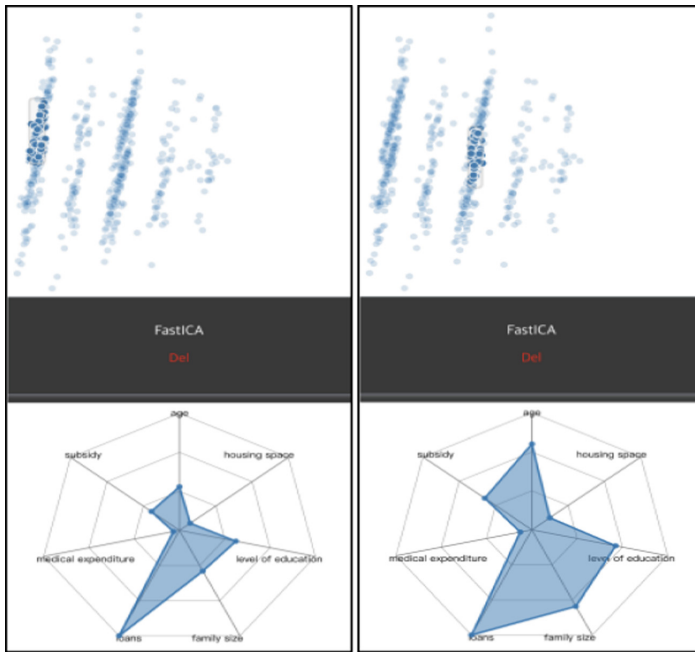 FastICA
Del
age
subsidy
housing space
medical expenditure
level of education
loans
family size
FastICA
Del
age
subsidy
housing space
medical expenditure
level of education
loans
family size